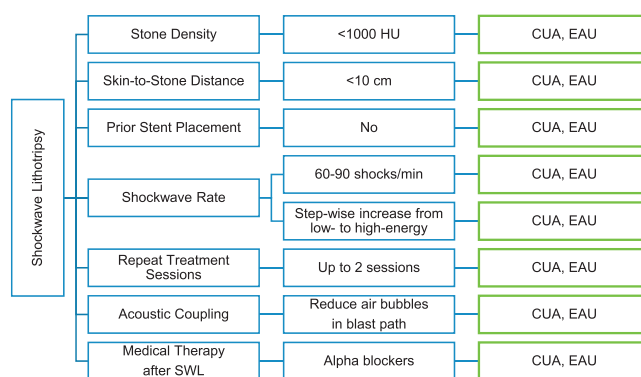 Shockwave Lithotripsy
Stone Density
<1000 HU
CUA, EAU
Skin-to-Stone Distance
<10 cm
CUA, EAU
Prior Stent Placement
No
CUA, EAU
Shockwave Rate
60-90 shocks/min
CUA, EAU
Step-wise increase from
low- to high-energy
CUA, EAU
Repeat Treatment
Sessions
Up to 2 sessions
CUA, EAU
Acoustic Coupling
Reduce air bubbles
in blast path
CUA, EAU
Medical Therapy
after SWL
Alpha blockers
CUA, EAU